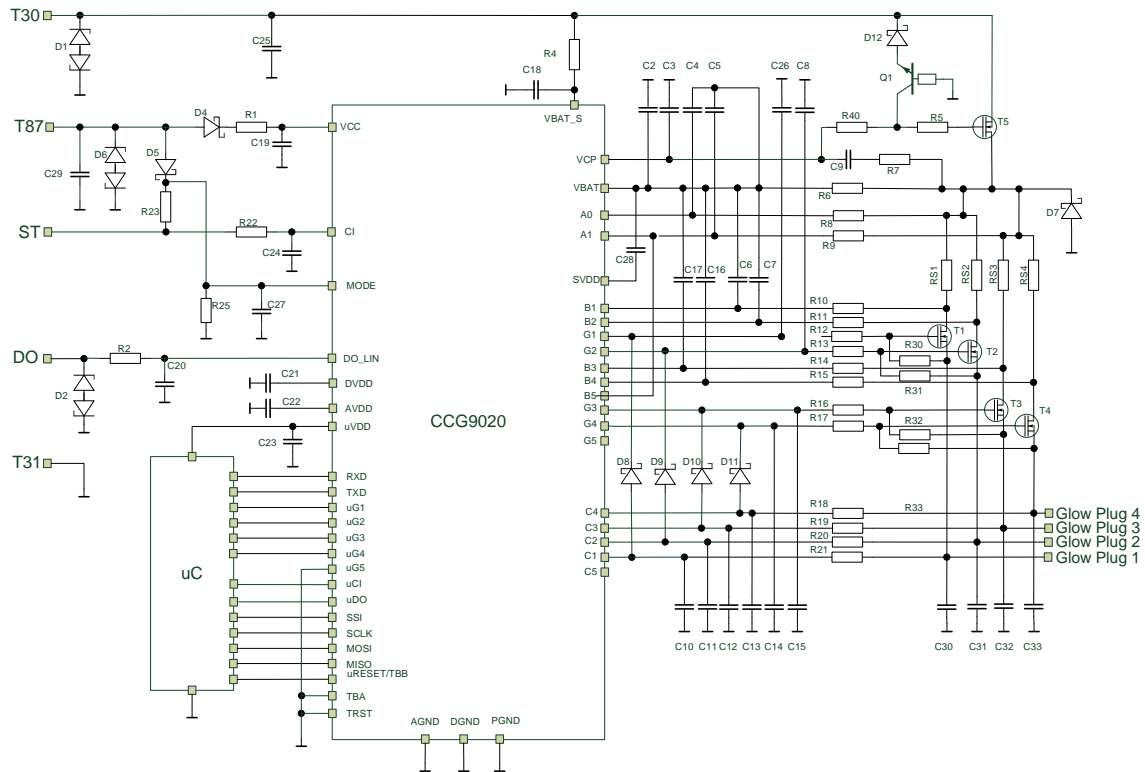 T30
D1
C25
R4
C18
VBAT_S
C2
C3
C4
C5
C26
C8
D12
Q1
T87
D4
R1
VCC
C19
D6
D5
C29
R23
ST
R22
CI
C24
MODE
R25
C27
DO
R2
DO_LIN
C20
D2
C21
DVDD
C22
AVDD
uVDD
C23
T31
CCG9020
uC
RXD
TXD
uG1
uG2
uG3
uG4
uG5
uCI
uDO
SSI
SCLK
MOSI
MISO
uRESET/TBB
TBA
TRST
AGND
DGND
PGND
R40
R5
T5
VCP
C9
R7
VBAT
R6
A0
R8
D7
A1
R9
C28
C17
C16
C6
C7
RS1
RS2
RS3
RS4
SVDD
B1
R10
B2
R11
G1
R12
T1
G2
R13
R30
T2
B3
R14
B4
R15
R31
B5
G3
R16
T3
G4
R17
T4
G5
R32
D8
D9
D10
D11
C4
R18
R33
Glow Plug 4
C3
R19
Glow Plug 3
C2
R20
Glow Plug 2
C1
R21
Glow Plug 1
C5
C10
C11
C12
C13
C14
C15
C30
C31
C32
C33